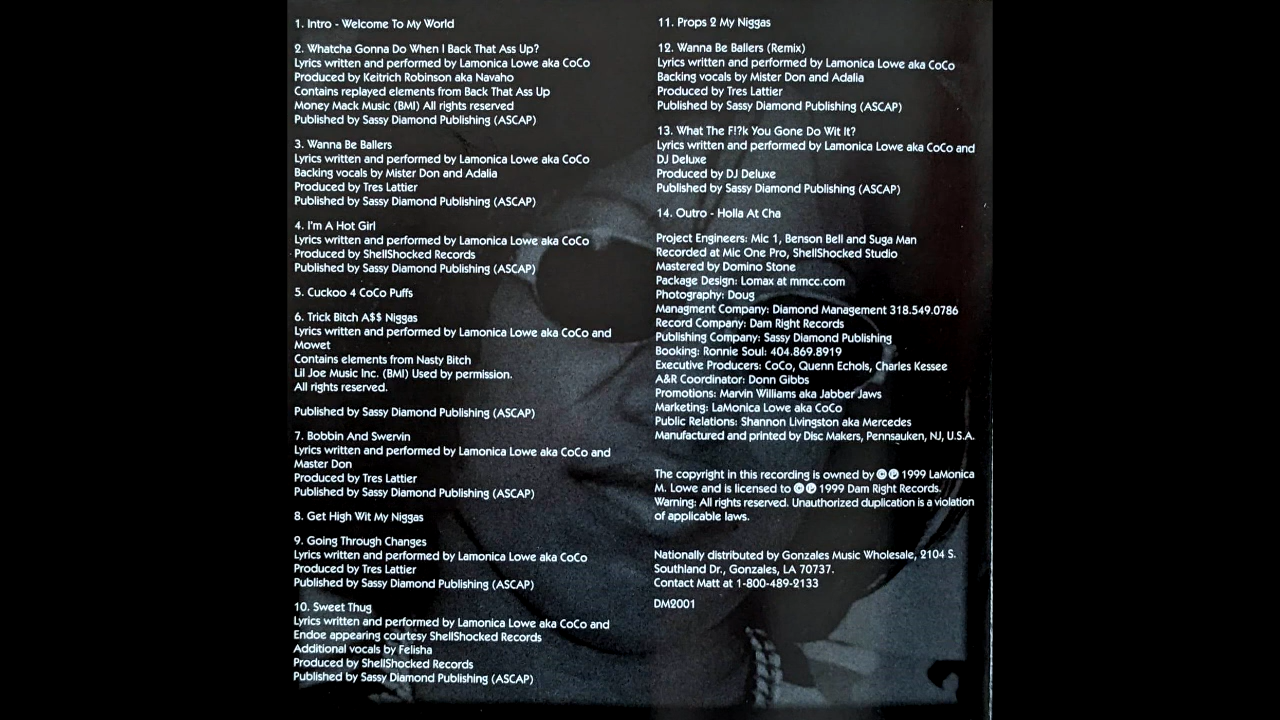 1. Intro - Welcome To My World
2. Whatcha Gonna Do When I Back That Ass Up?
Lyrics written and performed by Lamonica Lowe aka CoCo
Produced by Keitrich Robinson aka Navaho
Contains replayed elements from Back That Ass Up
Money Mack Music (BMI) All rights reserved
Published by Sassy Diamond Publishing (ASCAP)
3. Wanna Be Ballers
Lyrics written and performed by Lamonica Lowe aka CoCo
Backing vocals by Mister Don and Adalia
Produced by Tres Lattier
Published by Sassy Diamond Publishing (ASCAP)
4. I'm A Hot Girl
Lyrics written and performed by Lamonica Lowe aka CoCo
Produced by ShellShocked Records
Published by Sassy Diamond Publishing (ASCAP)
5. Cuckoo 4 CoCo Puffs
6. Trick Bitch A$$ Niggas
Lyrics written and performed by Lamonica Lowe aka CoCo and
Mowet
Contains elements from Nasty Bitch
Lil Joe Music Inc. (BMI) Used by permission.
All rights reserved.
Published by Sassy Diamond Publishing (ASCAP)
7. Bobbin And Swervin
Lyrics written and performed by Lamonica Lowe aka CoCo and
Master Don
Produced by Tres Lattier
Published by Sassy Diamond Publishing (ASCAP)
8. Get High Wit My Niggas
9. Going Through Changes
Lyrics written and performed by Lamonica Lowe aka CoCo
Produced by Tres Lattier
Published by Sassy Diamond Publishing (ASCAP)
10. Sweet Thug
Lyrics written and performed by Lamonica Lowe aka CoCo and
Endoe appearing courtesy ShellShocked Records
Additional vocals by Felisha
Produced by ShellShocked Records
Published by Sassy Diamond Publishing (ASCAP)
11. Props 2 My Niggas
12. Wanna Be Ballers (Remix)
Lyrics written and performed by Lamonica Lowe aka CoCo
Backing vocals by Mister Don and Adalia
Produced by Tres Lattier
Published by Sassy Diamond Publishing (ASCAP)
13. What The F!?k You Gone Do Wit It?
Lyrics written and performed by Lamonica Lowe aka CoCo and
DJ Deluxe
Produced by DJ Deluxe
Published by Sassy Diamond Publishing (ASCAP)
14. Outro - Holla At Cha
Project Engineers: Mic 1, Benson Bell and Suga Man
Recorded at Mic One Pro, ShellShocked Studio
Mastered by Domino Stone
Package Design: Lomax at mmcc.com
Photography: Doug
Managment Company: Diamond Management 318.549.0786
Record Company: Dam Right Records
Publishing Company: Sassy Diamond Publishing
Booking: Ronnie Soul: 404.869.8919
Executive Producers: CoCo, Quenn Echols, Charles Kessee
A&R Coordinator: Donn Gibbs
Promotions: Marvin Williams aka Jabber Jaws
Marketing: LaMonica Lowe aka CoCo
Public Relations: Shannon Livingston aka Mercedes
Manufactured and printed by Disc Makers, Pennsauken, NJ, U.S.A.
The copyright in this recording is owned by ©℗ 1999 LaMonica
M. Lowe and is licensed to ©℗ 1999 Dam Right Records.
Warning: All rights reserved. Unauthorized duplication is a violation
of applicable laws.
Nationally distributed by Gonzales Music Wholesale, 2104 S.
Southland Dr., Gonzales, LA 70737.
Contact Matt at 1-800-489-2133
DM2001